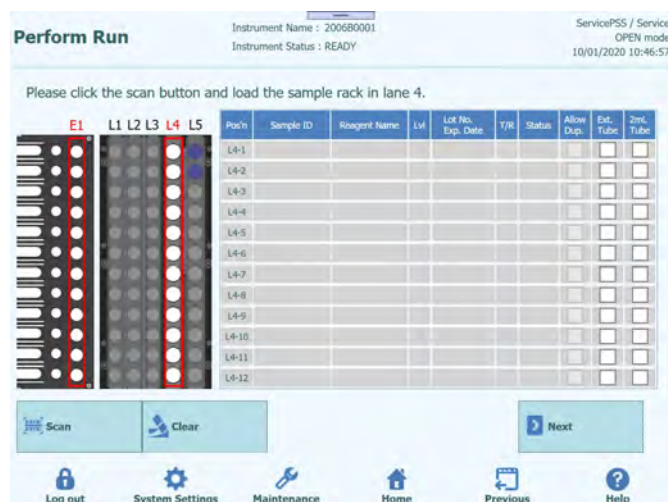 Perform Run
Instrument Name : 200680001
Instrument Status : READY
ServicePSS / Service
OPEN mode
10/01/2020 10:46:57
Please click the scan button and load the sample rack in lane 4.
E1 L1 L2 L3 L4 L5
Pos'n Sample ID Reagent Name Lvl Lot No. Exp. Date T/R Status Allow Dup. Ext. Tube 2mL Tube
L4-1
L4-2
L4-3
L4-4
L4-5
L4-6
L4-7
L4-8
L4-9
L4-10
L4-11
L4-12
Scan Clear Next
Log out System Settings Maintenance Home Previous Help